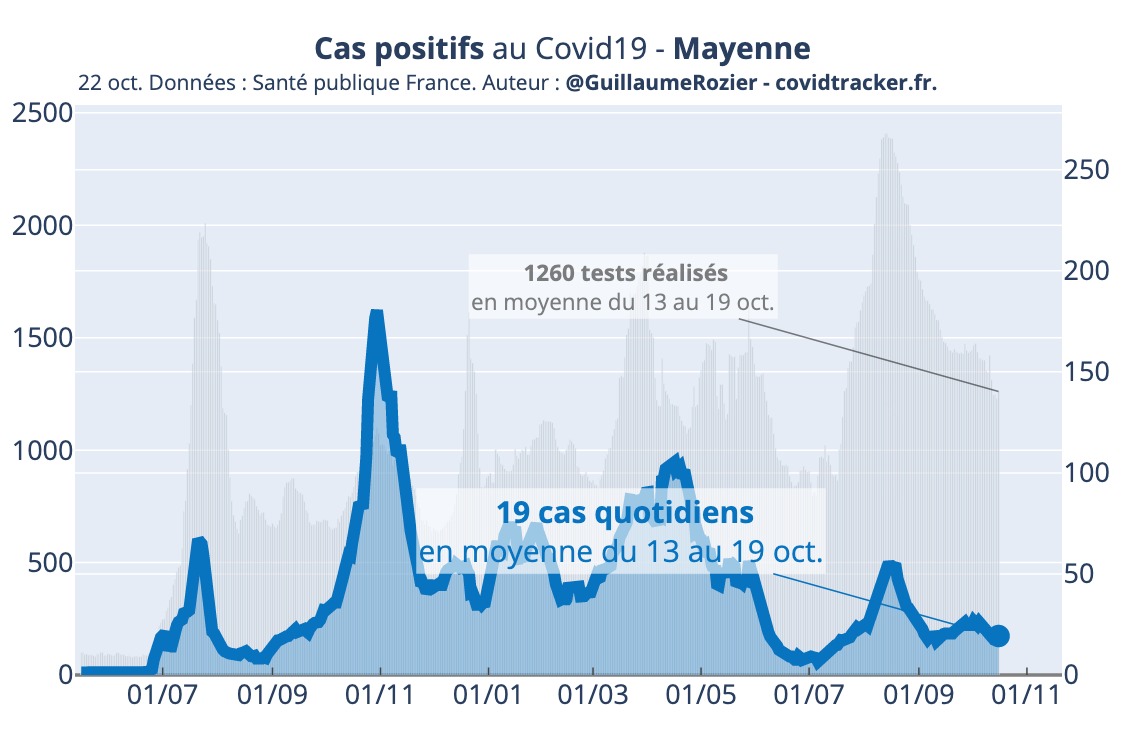 Cas positifs au Covid19 - Mayenne
22 oct. Données : Santé publique France. Auteur : @GuillaumeRozier - covidtracker.fr.
2500
250
2000
200
1260 tests réalisés
en moyenne du 13 au 19 oct.
1500
150
1000
100
19 cas quotidiens
en moyenne du 13 au 19 oct.
500
50
0
0
01/07 01/09 01/11 01/01 01/03 01/05 01/07 01/09 01/11